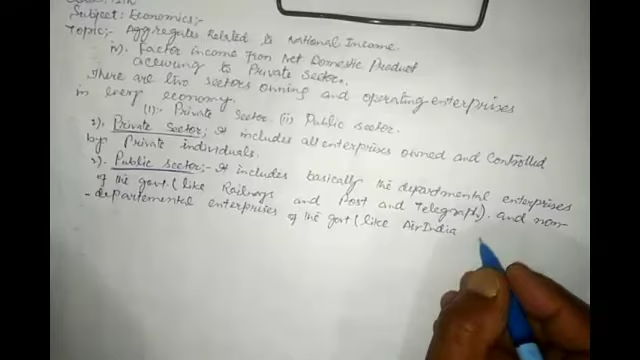 Subject: Economics:-
Topic:- Aggregates Related to National Income.
iv). Factor income from Net Domestic Product
accruing to Private Sector.
There are two sectors owning and operating enterprises
in every economy.
(i):- Private Sector. (ii) Public sector.
1). Private Sector; It includes all enterprises owned and controlled
by Private individuals.
2). Public sector:- It includes basically the departmental enterprises
of the govt (like Railways and Post and Telegraph). and non-
- departemental enterprises of the govt (like Air India